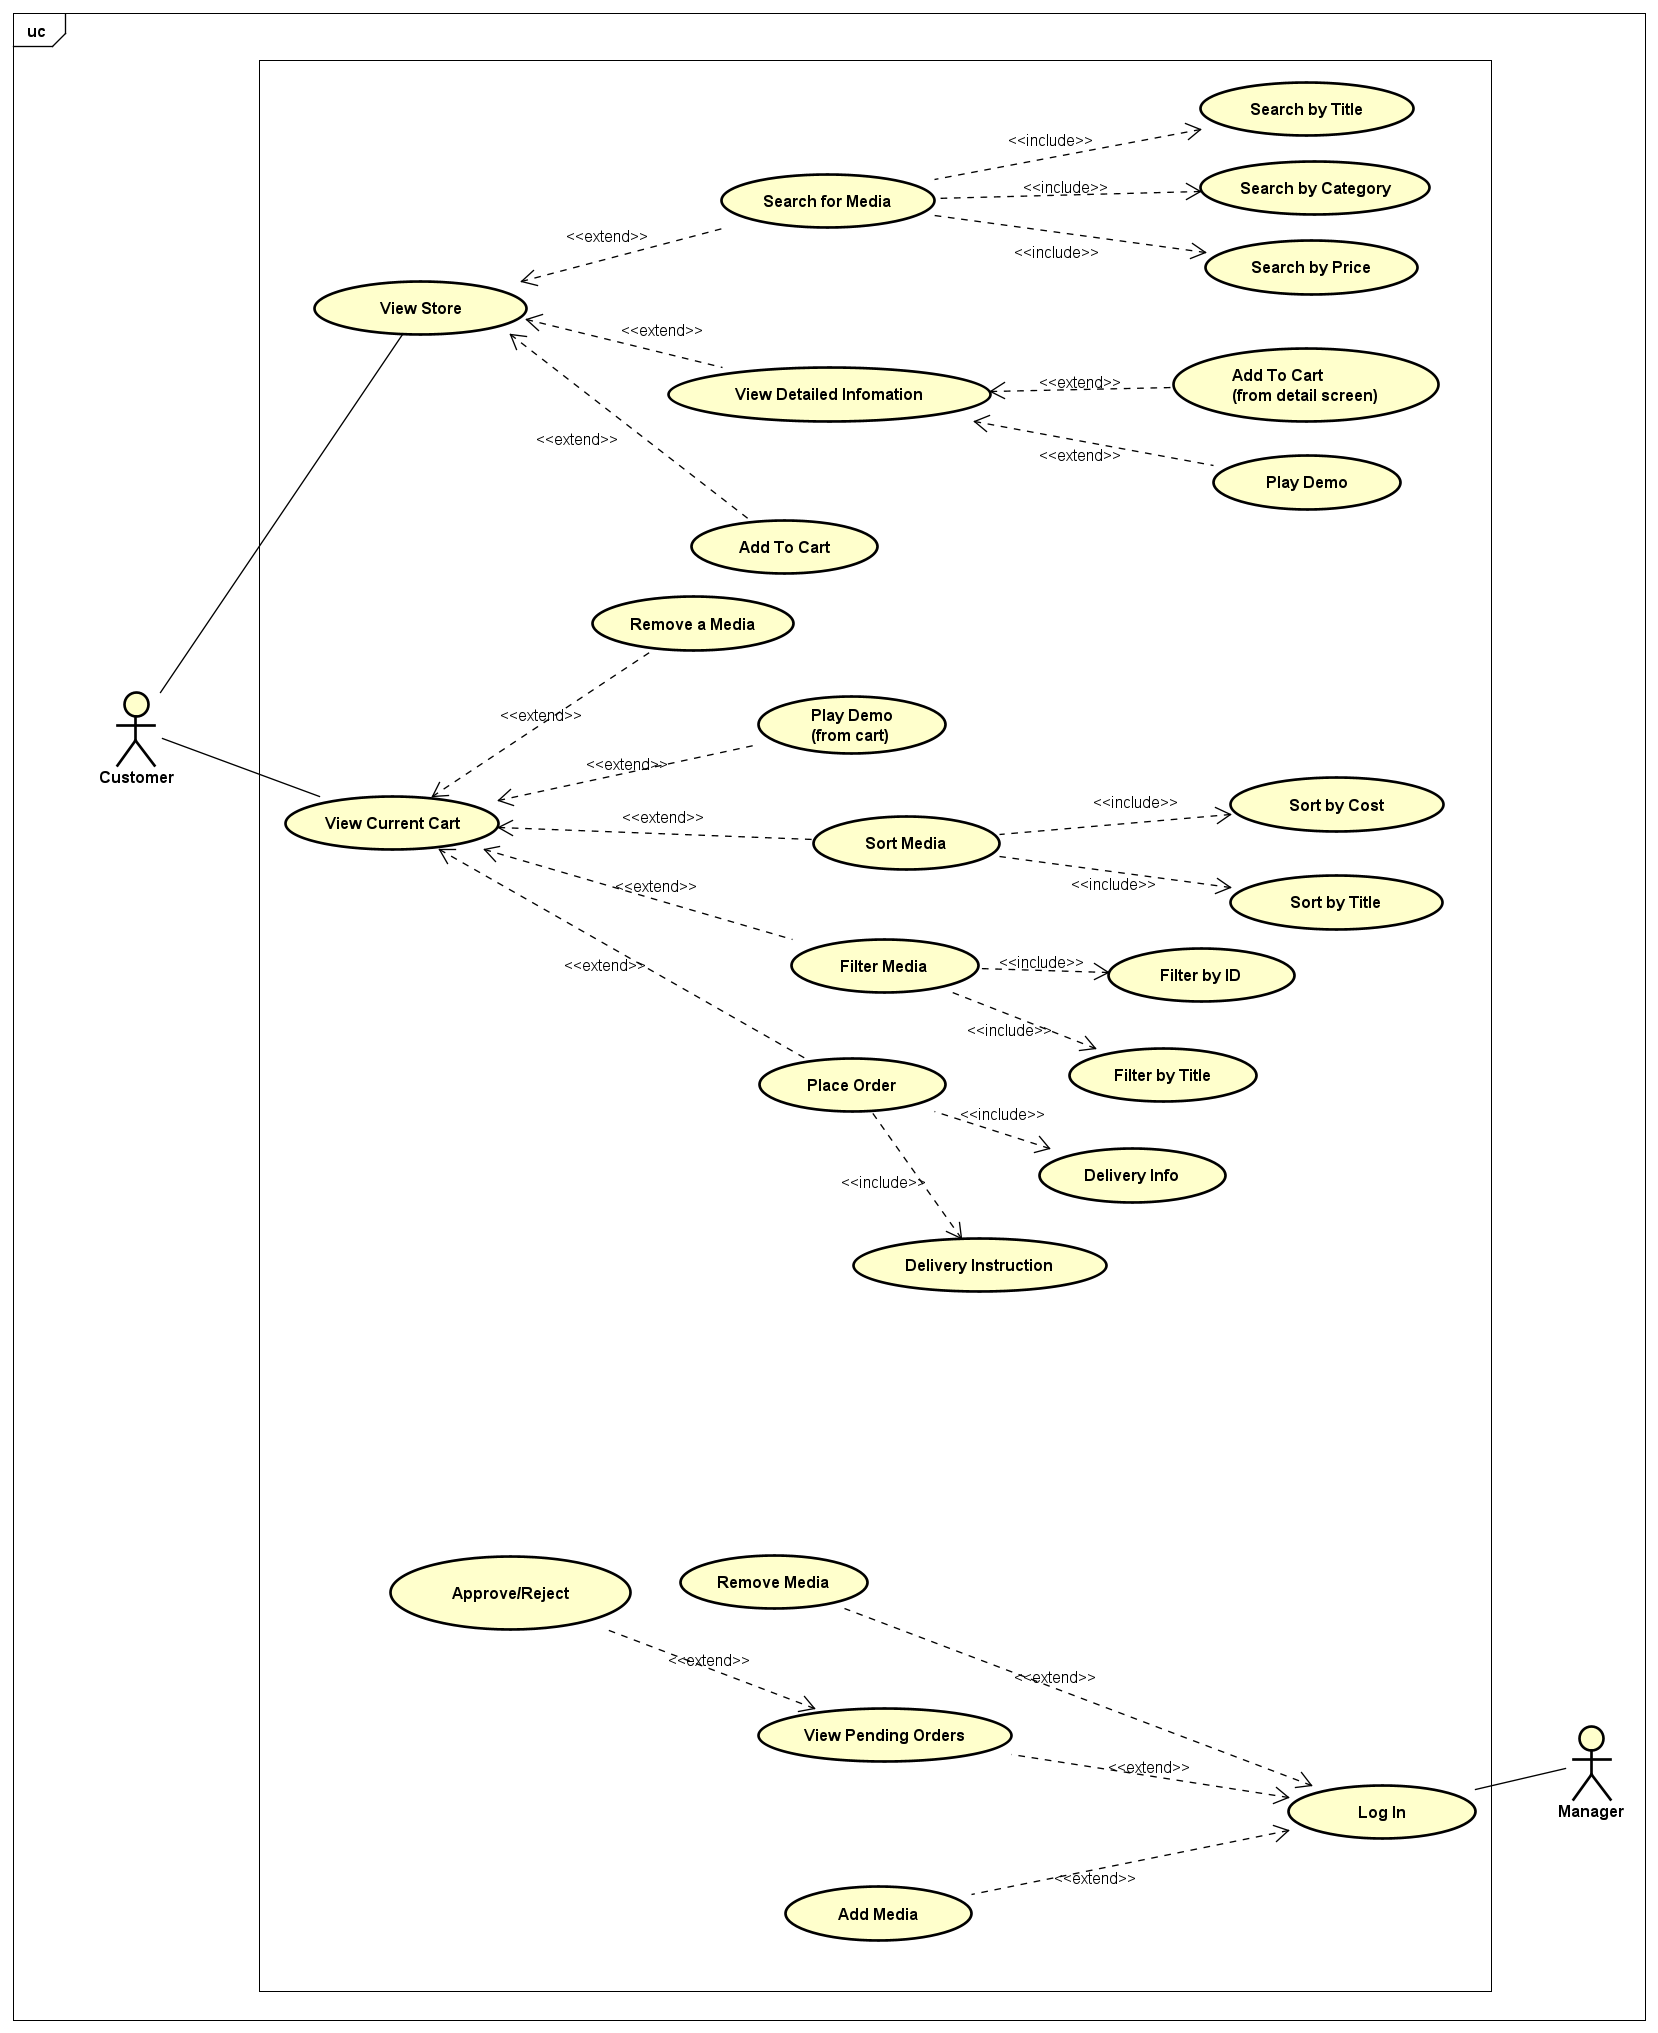 uc
Search by Title
<<include>>
Search by Category
<<include>>
Search for Media
<<extend>>
<<include>>
Search by Price
View Store
<<extend>>
Add To Cart
(from detail screen)
<<extend>>
View Detailed Infomation
<<extend>>
<<extend>>
Play Demo
Add To Cart
Remove a Media
<<extend>>
Play Demo
(from cart)
<<extend>>
Customer
Sort by Cost
<<include>>
<<extend>>
View Current Cart
Sort Media
<<include>>
<<extend>>
Sort by Title
<<extend>>
Filter Media
<<include>>
Filter by ID
<<include>>
Filter by Title
Place Order
<<include>>
Delivery Info
<<include>>
Delivery Instruction
Approve/Reject
Remove Media
<<extend>>
<<extend>>
View Pending Orders
<<extend>>
Log In
Manager
<<extend>>
Add Media